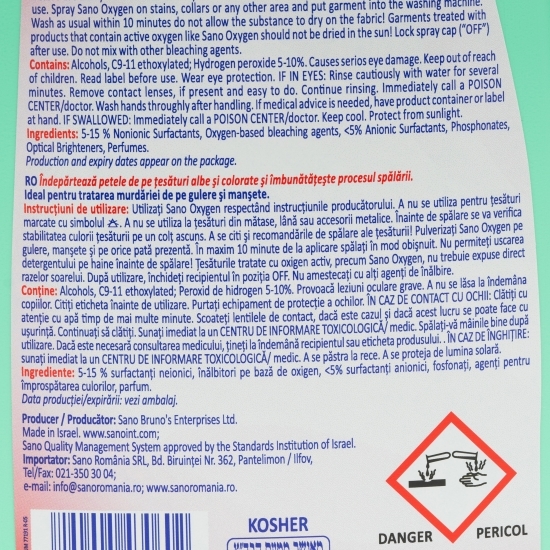 use. Spray Sano Oxygen on stains, collars or any other area and put garment into the washing machine.
Wash as usual within 10 minutes do not allow the substance to dry on the fabric! Garments treated with
products that contain active oxygen like Sano Oxygen should not be dried in the sun! Lock spray cap ("OFF")
after use. Do not mix with other bleaching agents.
Contains: Alcohols, C9-11 ethoxylated; Hydrogen peroxide 5-10%. Causes serious eye damage. Keep out of reach
of children. Read label before use. Wear eye protection. IF IN EYES: Rinse cautiously with water for several
minutes. Remove contact lenses, if present and easy to do. Continue rinsing. Immediately call a POISON
CENTER/doctor. Wash hands throughly after handling. If medical advice is needed, have product container or label
at hand. IF SWALLOWED: Immediately call a POISON CENTER/doctor. Keep cool. Protect from sunlight.
Ingredients: 5-15 % Nonionic Surfactants, Oxygen-based bleaching agents, <5% Anionic Surfactants, Phosphonates,
Optical Brighteners, Perfumes.
Production and expiry dates appear on the package.
RO Îndepărtează petele de pe țesături albe și colorate și îmbunătățește procesul spălării.
Ideal pentru tratarea murdăriei de pe gulere și manșete.
Instrucțiuni de utilizare: Utilizați Sano Oxygen respectând instrucțiunile producătorului. A nu se utiliza pentru țesături
marcate cu simbolul . A nu se utiliza la țesături din mătase, lână sau accesorii metalice. Înainte de spălare se va verifica
stabilitatea culorii țesăturii pe un colț ascuns. A se citi și recomandările de spălare ale țesăturii! Pulverizați Sano Oxygen pe
gulere, manșete și pe orice pată prezentă. În maxim 10 minute de la aplicare spălați în mod obișnuit. Nu permiteți uscarea
detergentului pe haine înainte de spălare! Țesăturile tratate cu oxigen activ, precum Sano Oxygen, nu trebuie expuse direct
razelor soarelui. După utilizare, închideți recipientul în poziția OFF. Nu amestecați cu alți agenți de înălbire.
Conține: Alcohols, C9-11 ethoxylated; Peroxid de hidrogen 5-10%. Provoacă leziuni oculare grave. A nu se lăsa la îndemâna
copiilor. Citiți eticheta înainte de utilizare. Purtați echipament de protecție a ochilor. ÎN CAZ DE CONTACT CU OCHII: Clătiți cu
atenție cu apă timp de mai multe minute. Scoateți lentilele de contact, dacă este cazul și dacă acest lucru se poate face cu
ușurință. Continuați să clătiți. Sunați imediat la un CENTRU DE INFORMARE TOXICOLOGICĂ/ medic. Spălați-vă mâinile bine după
utilizare. Dacă este necesară consultarea medicului, țineți la îndemână recipientul sau eticheta produsului. . ÎN CAZ DE ÎNGHIȚIRE:
sunați imediat la un CENTRU DE INFORMARE TOXICOLOGICĂ/ medic. A se păstra la rece. A se proteja de lumina solară.
Ingrediente: 5-15 % surfactanți neionici, înălbitori pe bază de oxigen, <5% surfactanți anionici, fosfonați, agenți pentru
împrospătarea culorilor, parfum.
Data producției/expirării: vezi ambalaj.
Producer / Producător: Sano Bruno's Enterprises Ltd.
Made in Israel. www.sanoint.com;
Sano Quality Management System approved by the Standards Institution of Israel.
Importator: Sano România SRL, Bd. Biruinței Nr. 362, Pantelimon / Ilfov,
Tel/Fax: 021-350 30 04;
e-mail: info@sanoromania.ro; www.sanoromania.ro.
KOSHER
DANGER PERICOL